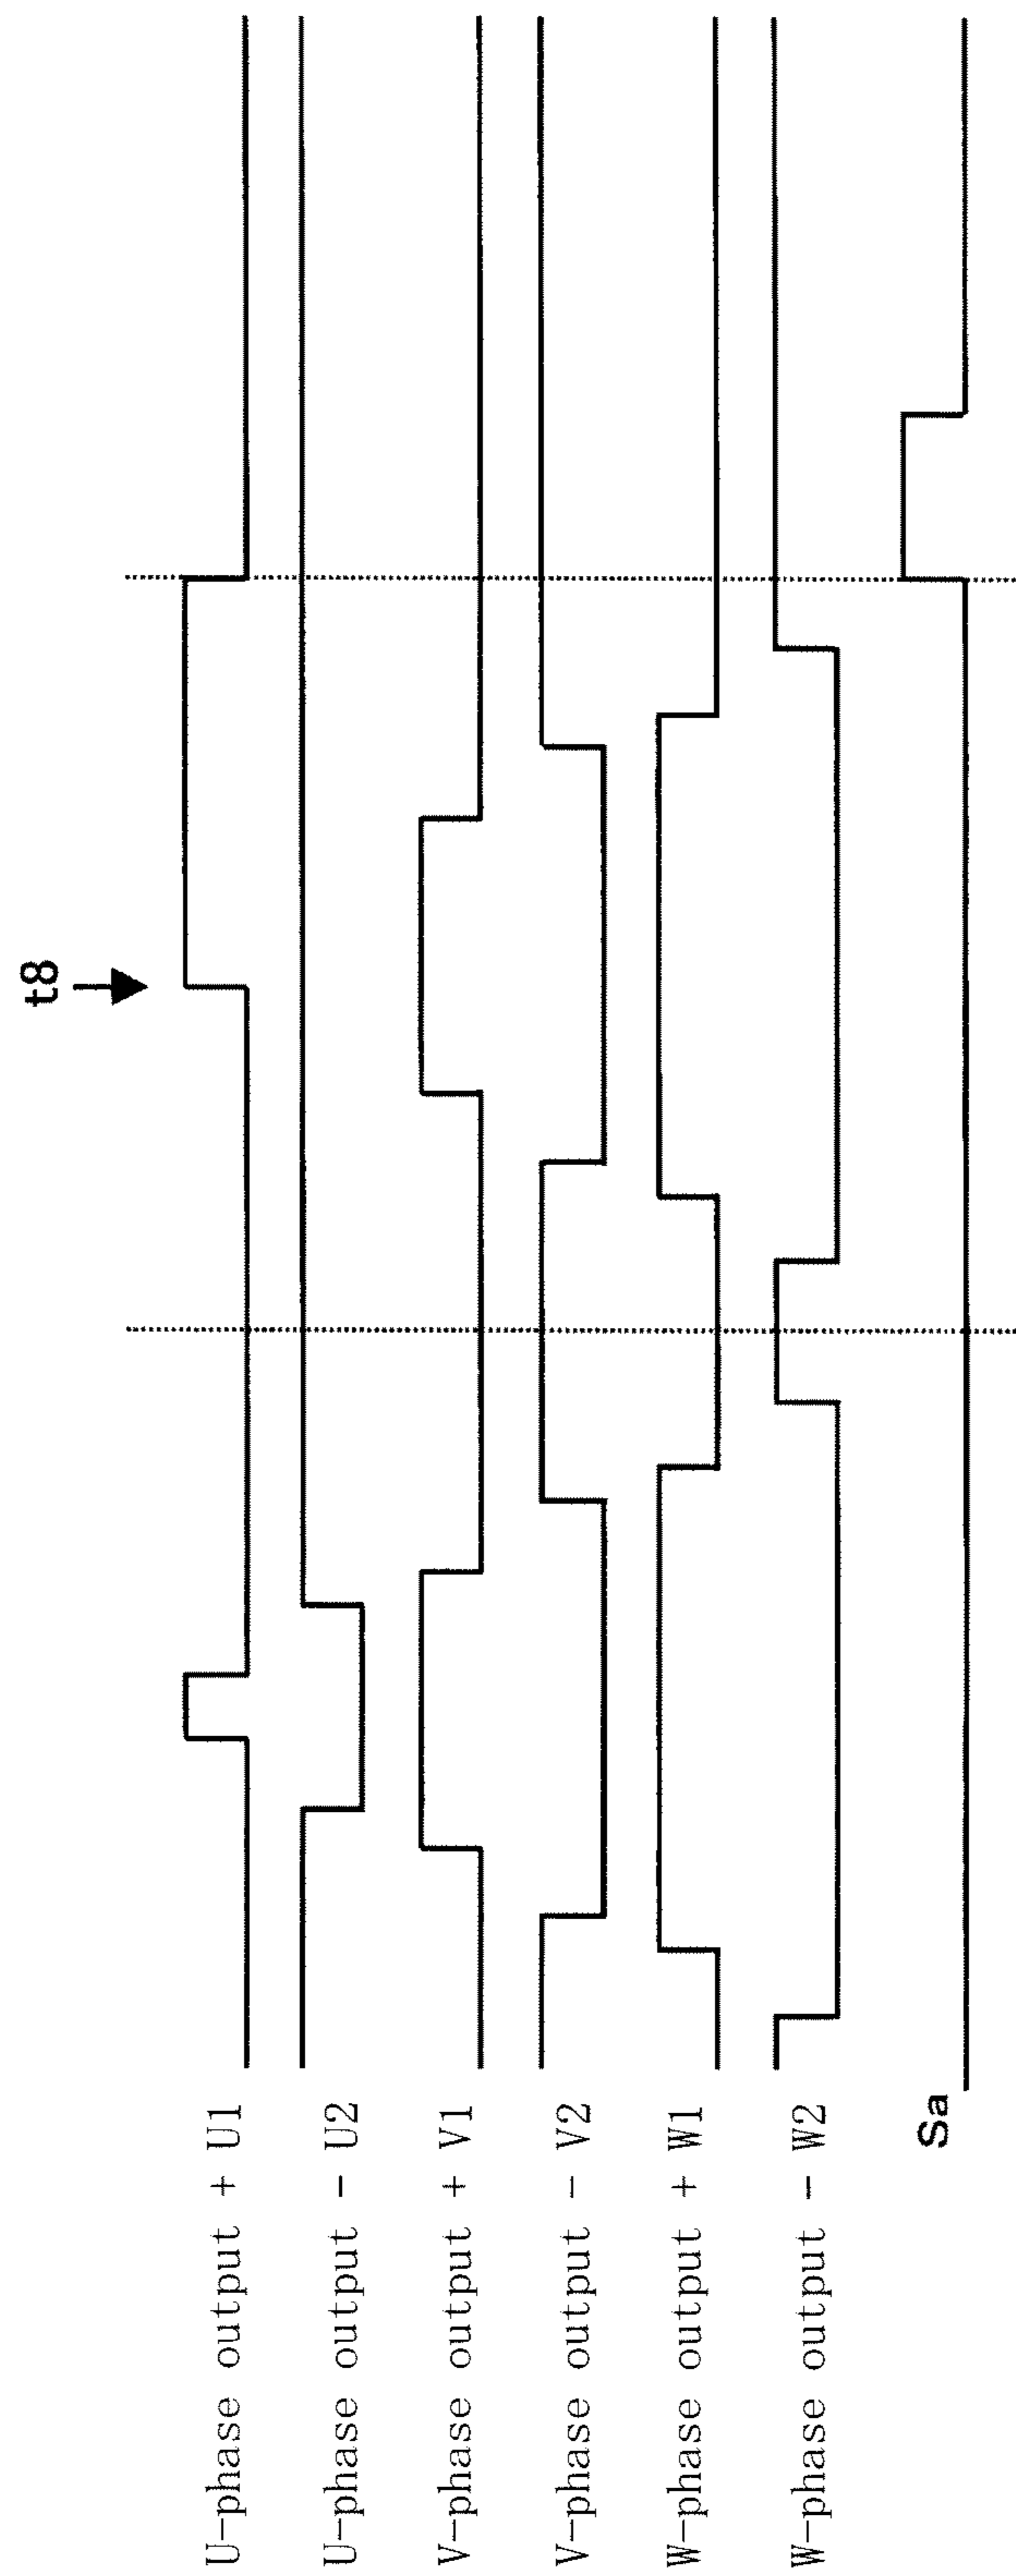 t8
U-phase output + U1
U-phase output - U2
V-phase output + V1
V-phase output - V2
W-phase output + W1
W-phase output - W2
Sa